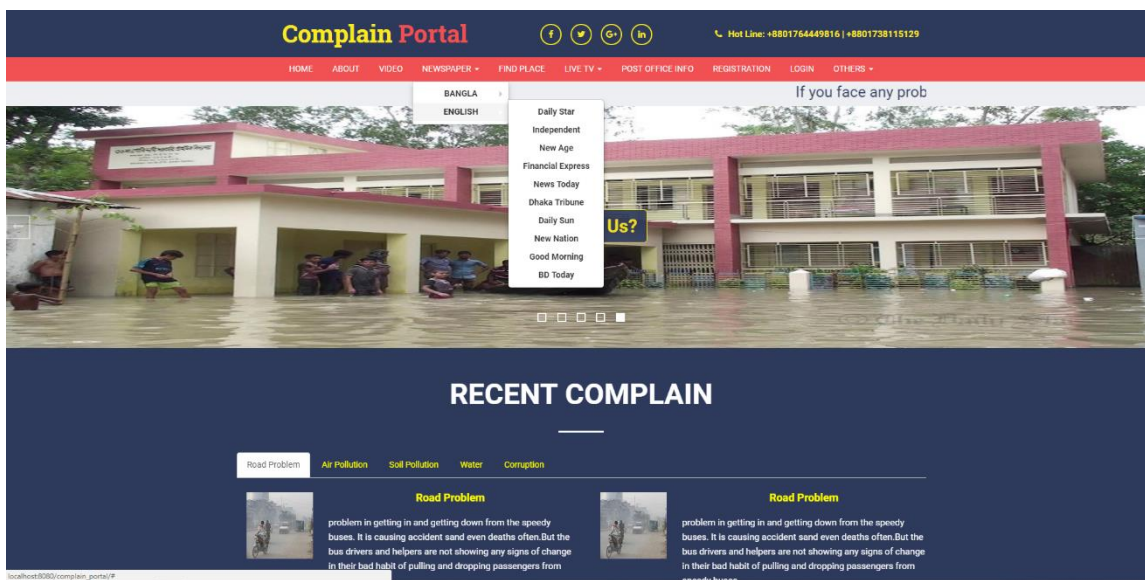 Complain Portal
Hot Line: +8801764449816 | +8801738115129
HOME ABOUT VIDEO NEWSPAPER FIND PLACE LIVE TV POST OFFICE INFO REGISTRATION LOGIN OTHERS
If you face any prob
BANGLA
ENGLISH
Daily Star
Independent
New Age
Financial Express
News Today
Dhaka Tribune
Daily Sun
New Nation
Good Morning
BD Today
Us?
RECENT COMPLAIN
Road Problem Air Pollution Soil Pollution Water Corruption
Road Problem
problem in getting in and getting down from the speedy
buses. It is causing accident sand even deaths often.But the
bus drivers and helpers are not showing any signs of change
in their bad habit of pulling and dropping passengers from
Road Problem
problem in getting in and getting down from the speedy
buses. It is causing accident sand even deaths often.But the
bus drivers and helpers are not showing any signs of change
in their bad habit of pulling and dropping passengers from
speedy buses
localhost:8080/complain_portal/#